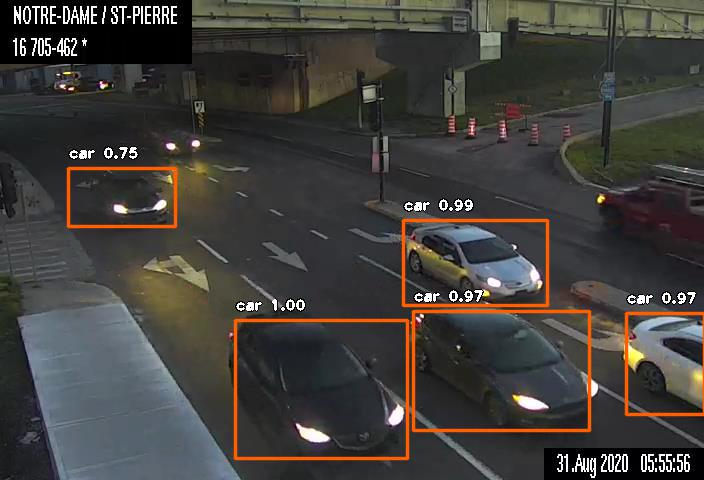 NOTRE-DAME / ST-PIERRE
16 705-462 *
car 0.75
car 0.99
car 0.97
car 1.00
car 0.97
31.Aug 2020 05:55:56